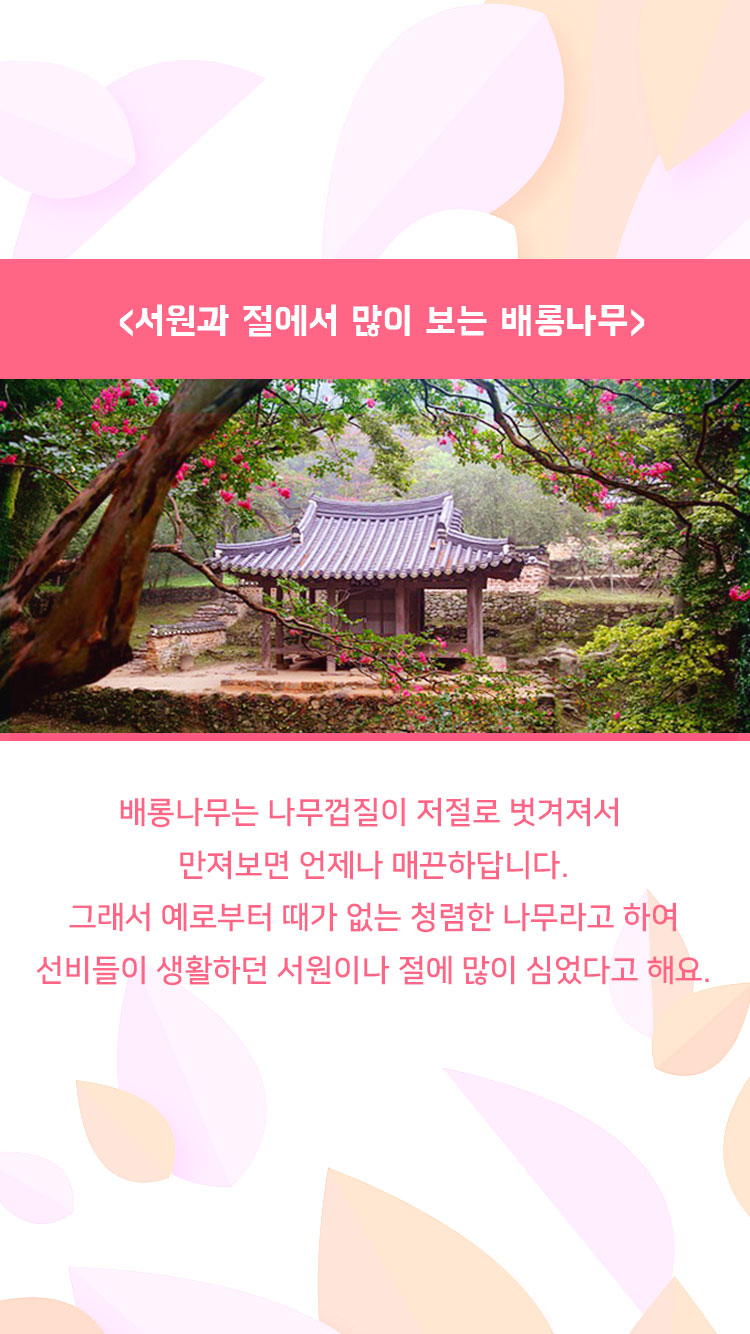 <서원과 절에서 많이 보는 배롱나무>
배롱나무는 나무껍질이 저절로 벗겨져서
만져보면 언제나 매끈하답니다.
그래서 예로부터 때가 없는 청렴한 나무라고 하여
선비들이 생활하던 서원이나 절에 많이 심었다고 해요.